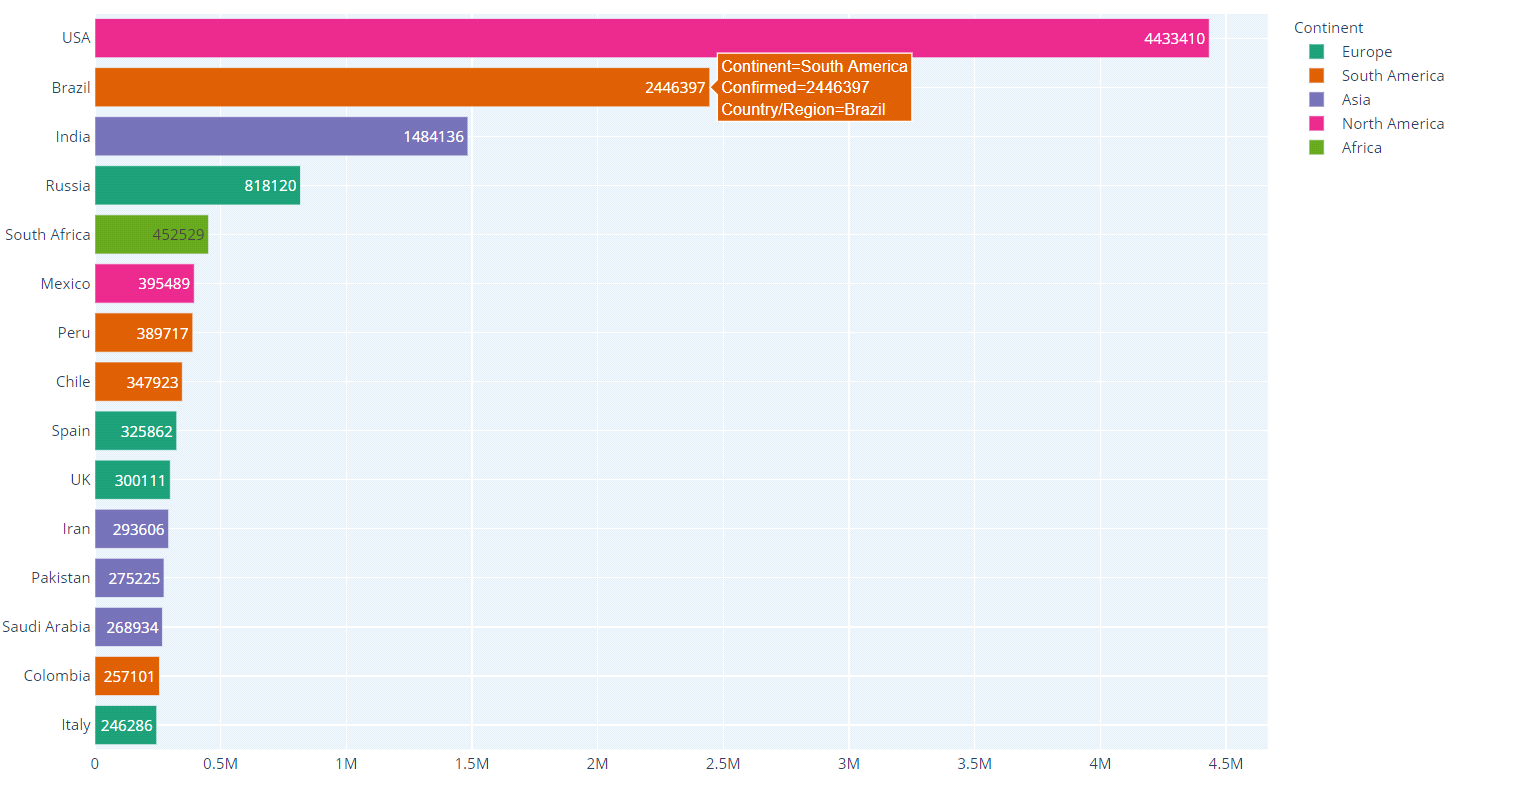 USA 4433410
Brazil 2446397
Continent=South America
Confirmed=2446397
Country/Region=Brazil
India 1484136
Russia 818120
South Africa 452529
Mexico 395489
Peru 389717
Chile 347923
Spain 325862
UK 300111
Iran 293606
Pakistan 275225
Saudi Arabia 268934
Colombia 257101
Italy 246286
0 0.5M 1M 1.5M 2M 2.5M 3M 3.5M 4M 4.5M
Continent
Europe
South America
Asia
North America
Africa